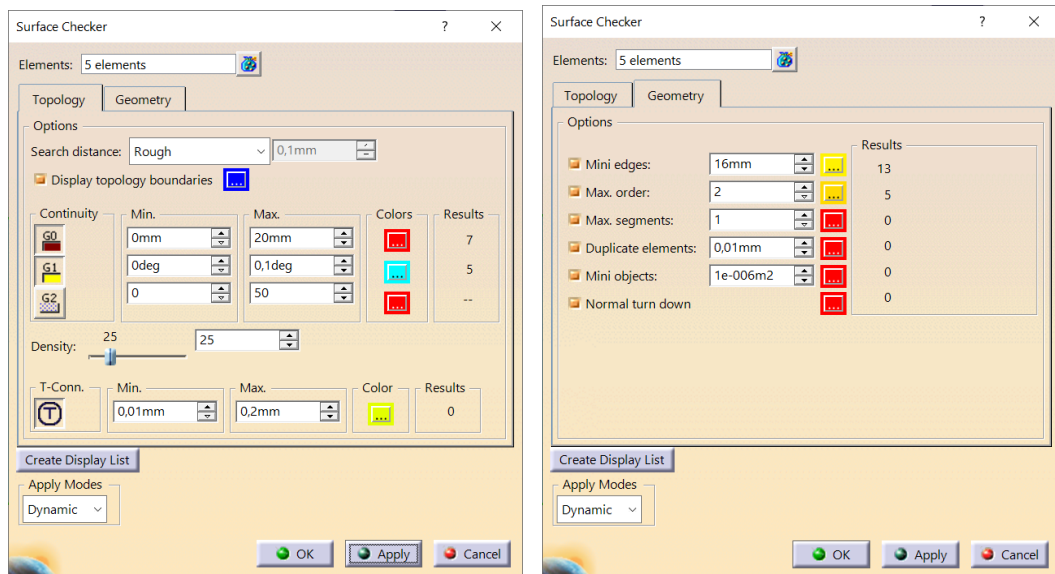 Surface Checker ? ×
Elements: 5 elements
Topology Geometry
Options
Search distance: Rough 0,1mm
Display topology boundaries ...
Continuity Min. Max. Colors Results
G0 0mm 20mm ... 7
G1 0deg 0,1deg ... 5
G2 0 50 ... --
25
Density: 25
T-Conn. Min. Max. Color Results
T 0,01mm 0,2mm ... 0
Create Display List
Apply Modes
Dynamic
OK Apply Cancel
Surface Checker ? ×
Elements: 5 elements
Topology Geometry
Options
Results
Mini edges: 16mm ... 13
Max. order: 2 ... 5
Max. segments: 1 ... 0
Duplicate elements: 0,01mm ... 0
Mini objects: 1e-006m2 ... 0
Normal turn down ... 0
Create Display List
Apply Modes
Dynamic
OK Apply Cancel